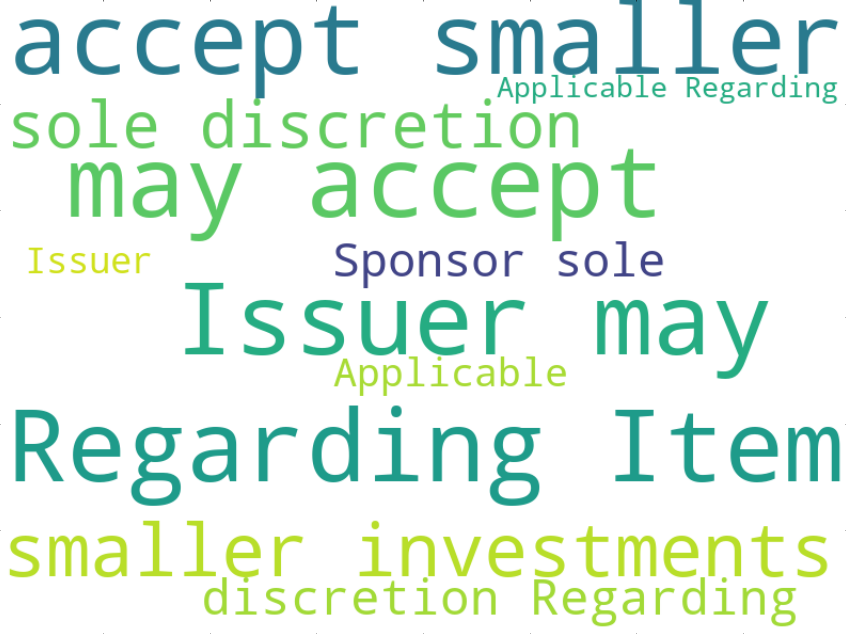 accept smaller
Applicable Regarding
sole discretion
may accept
Issuer
Sponsor sole
Issuer may
Applicable
Regarding Item
smaller investments
discretion Regarding